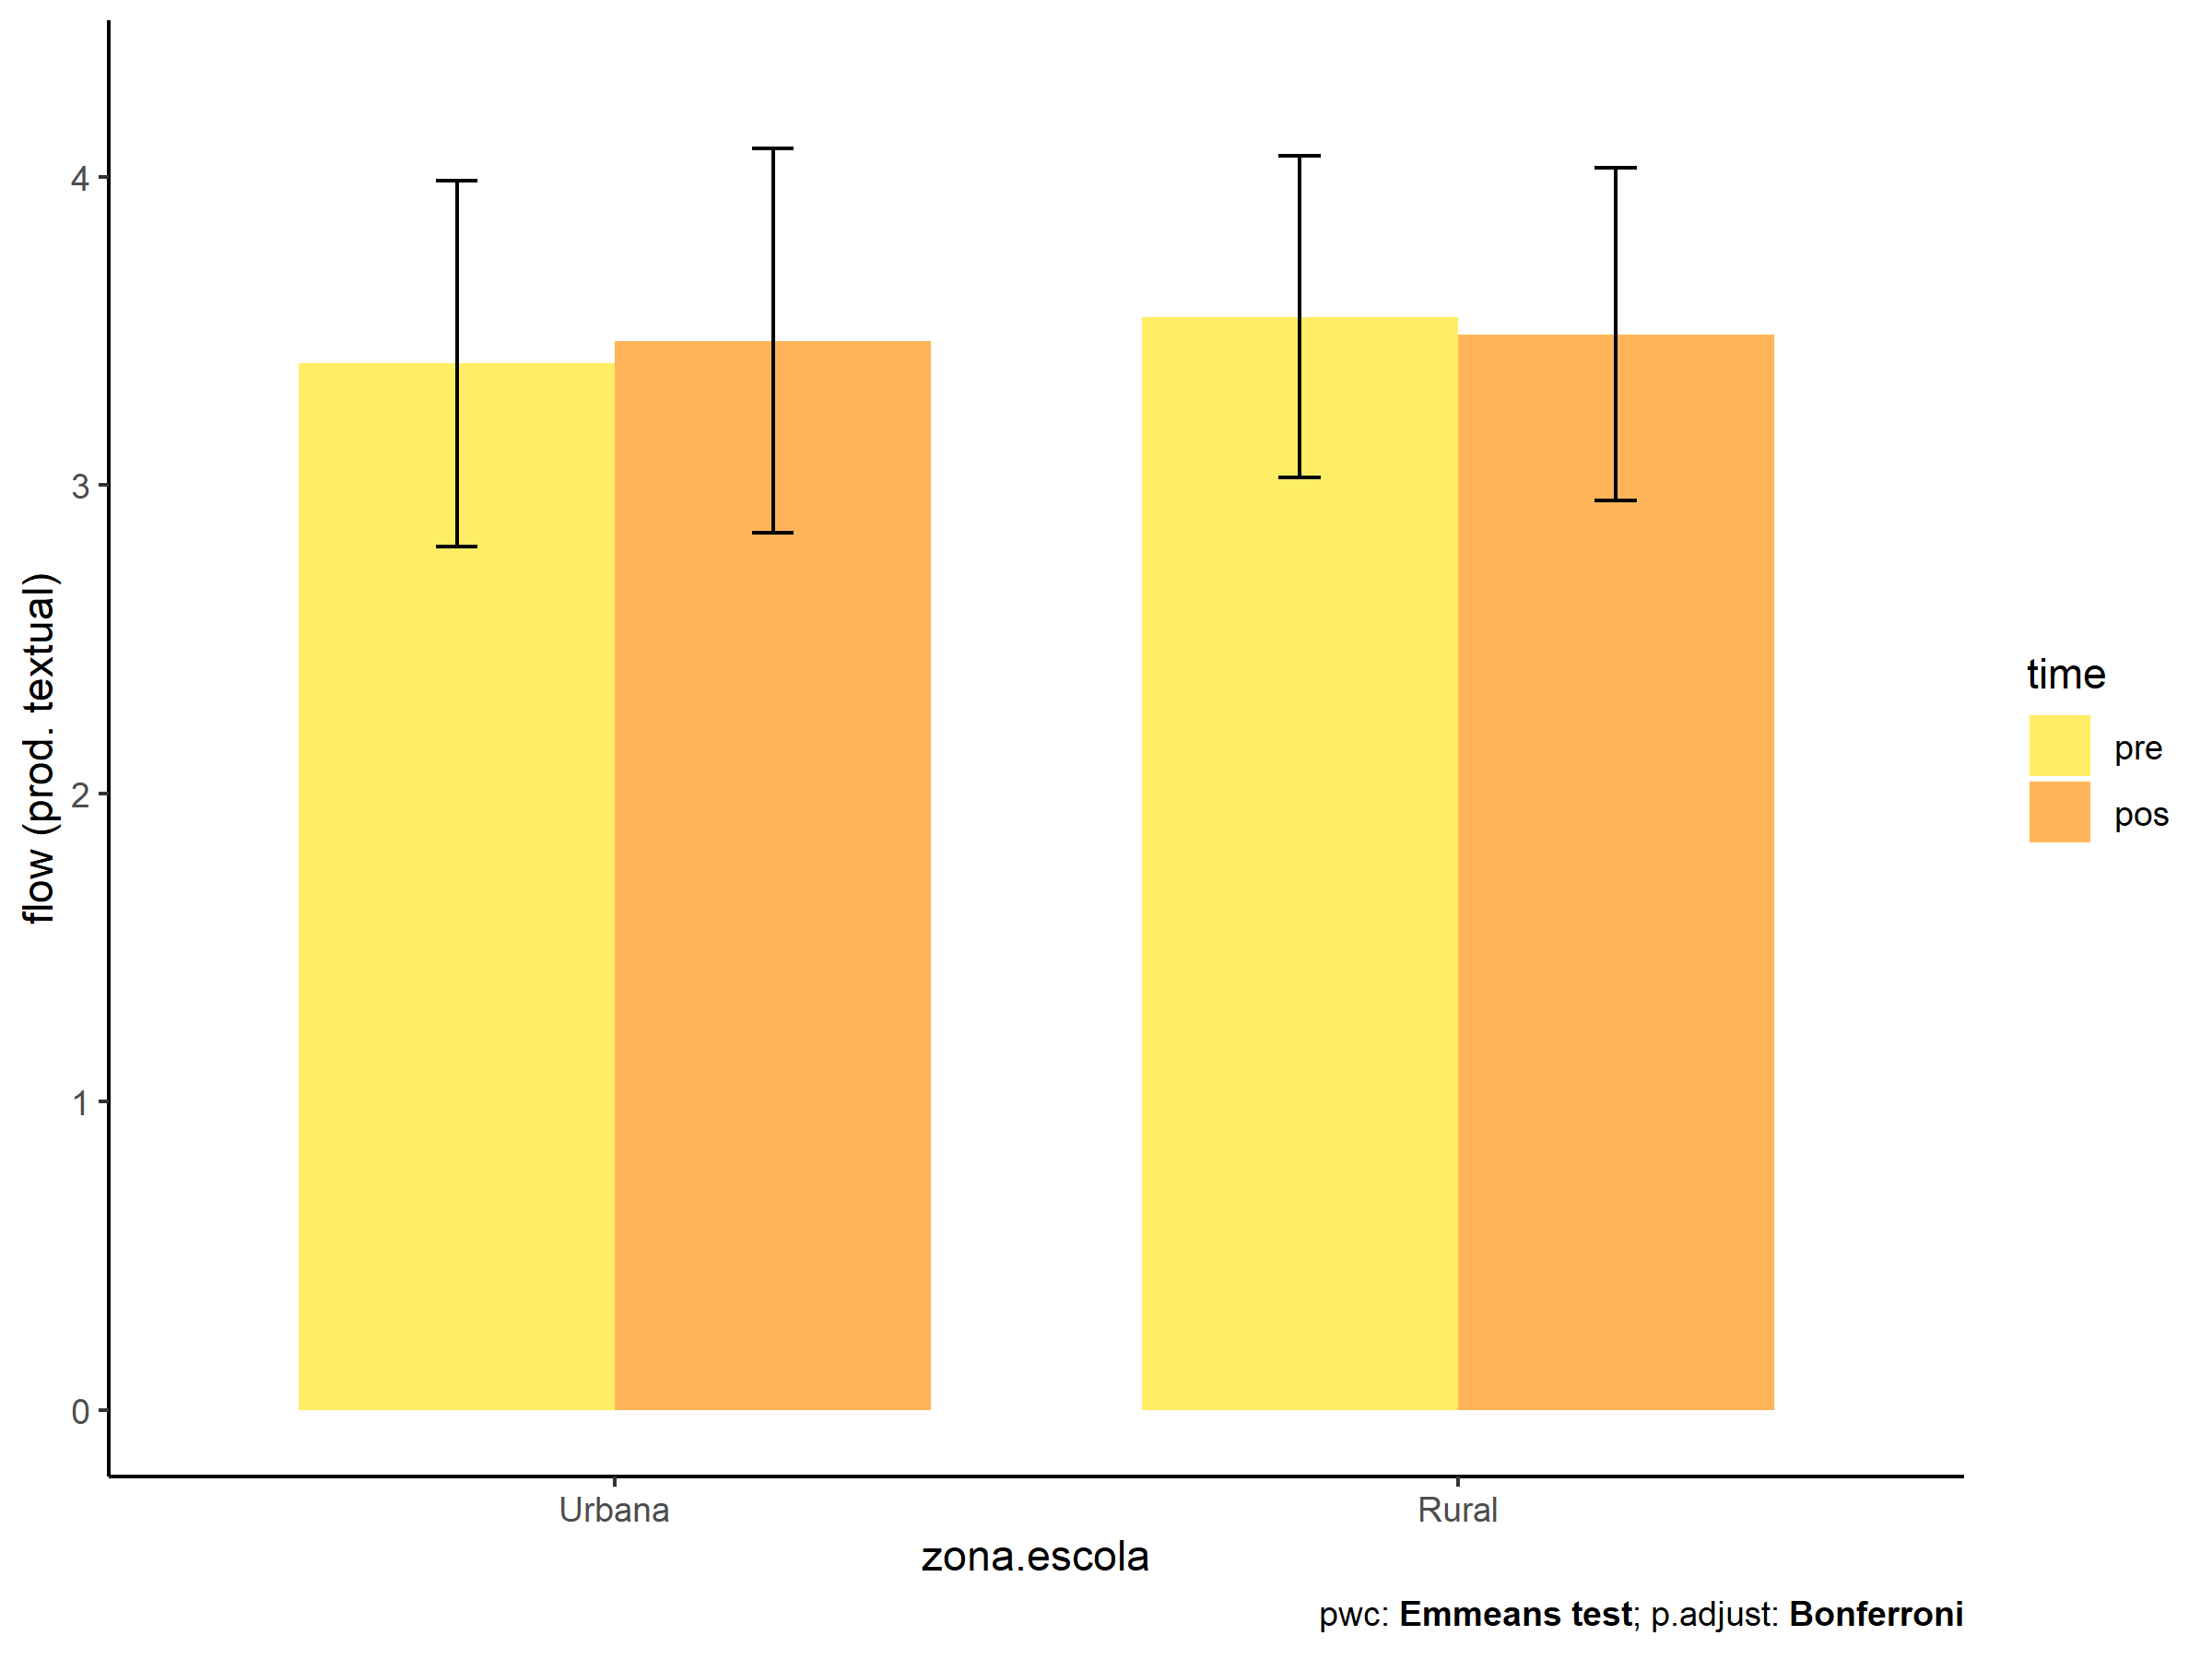 flow (prod. textual)
4
3
2
1
0
Urbana
Rural
zona.escola
time
pre
pos
pwc: Emmeans test; p.adjust: Bonferroni